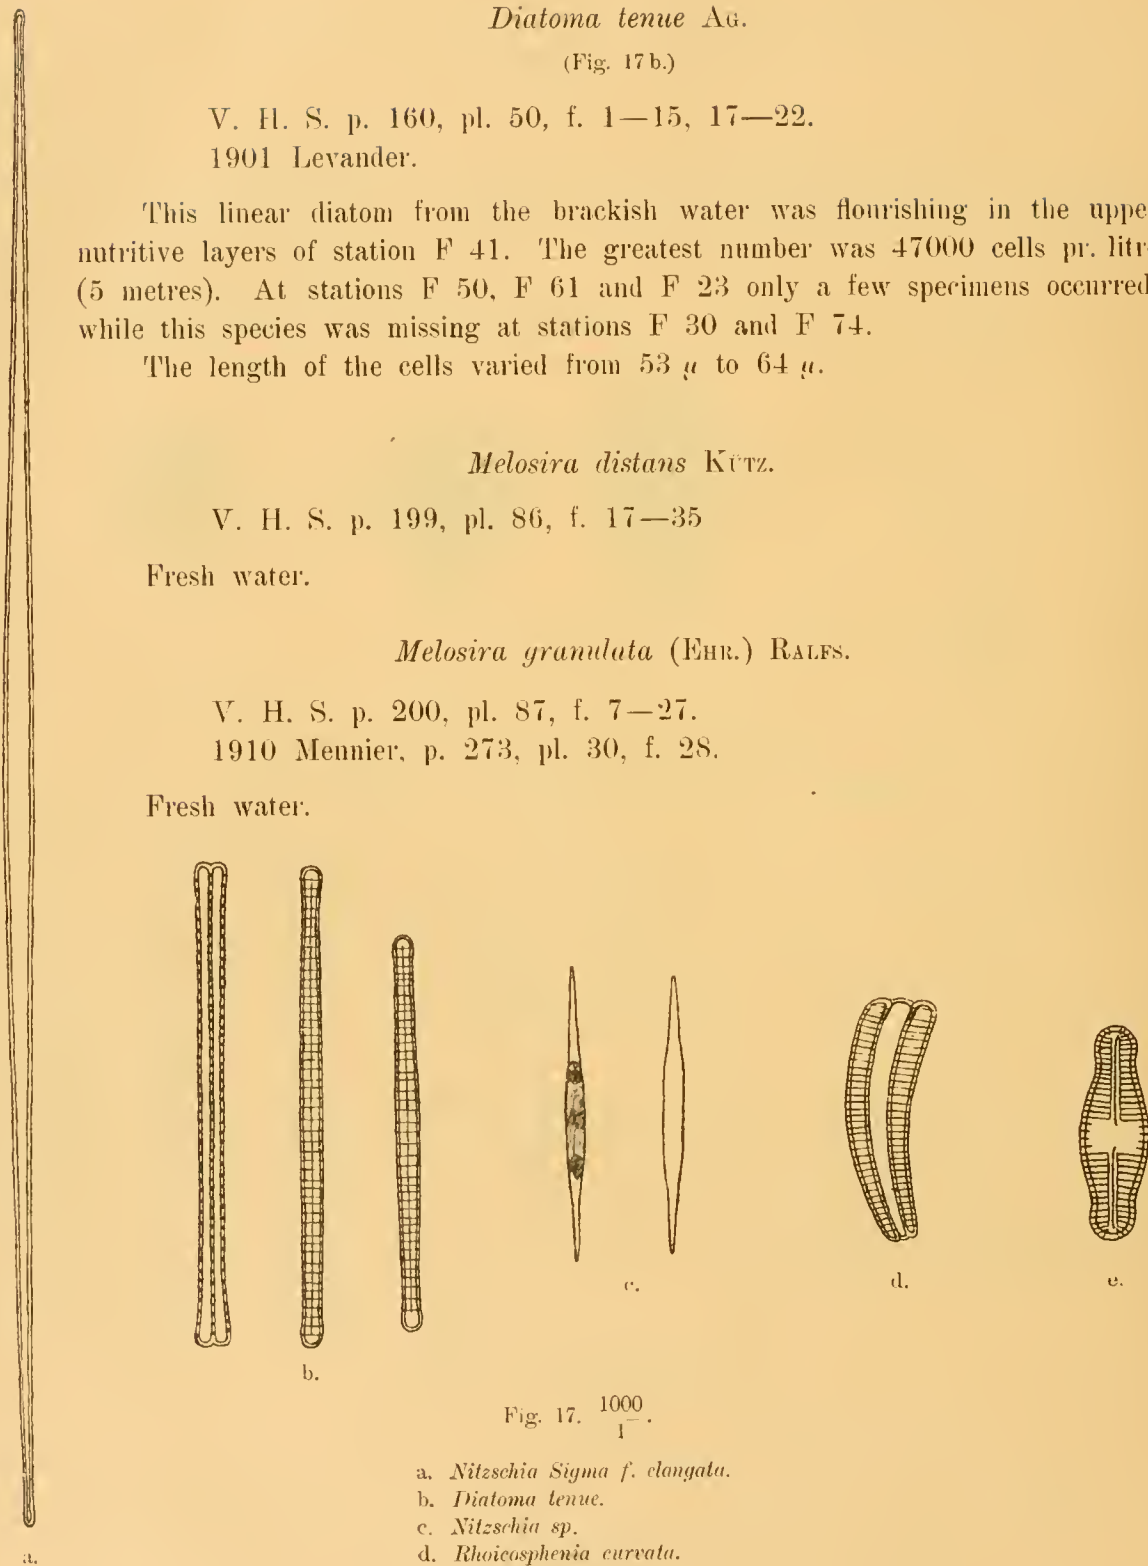 Diatoma tenue AG.
(Fig. 17 b.)
V. H. S. p. 160, pl. 50, f. 1—15, 17—22.
1901 Levander.
This linear diatom from the brackish water was flourishing in the uppe
nutritive layers of station F 41. The greatest number was 47000 cells pr. litr
(5 metres). At stations F 50, F 61 and F 23 only a few specimens occurred
while this species was missing at stations F 30 and F 74.
The length of the cells varied from 53 µ to 64 µ.
Melosira distans KÜTZ.
V. H. S. p. 199, pl. 86, f. 17—35
Fresh water.
Melosira granulata (EHR.) RALFS.
V. H. S. p. 200, pl. 87, f. 7—27.
1910 Meunier, p. 273, pl. 30, f. 28.
Fresh water.
c. d. e.
b.
Fig. 17. 1000/1.
a. Nitzschia Sigma f. elongata.
b. Diatoma tenue.
c. Nitzschia sp.
d. Rhoicosphenia curvata.
a.